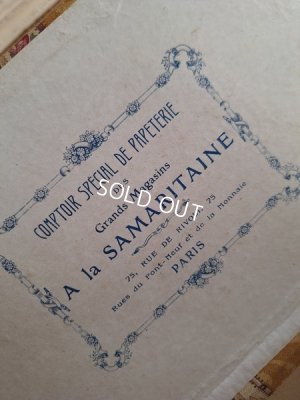 COMPTOIR SPÉCIAL DE PAPETERIE
des
Grands Magasins
A la SAMARITAINE
75, RUE DE RIVOLI, 75
Rues du Pont-Neuf et de la Monnaie
PARIS
SOLD OUT